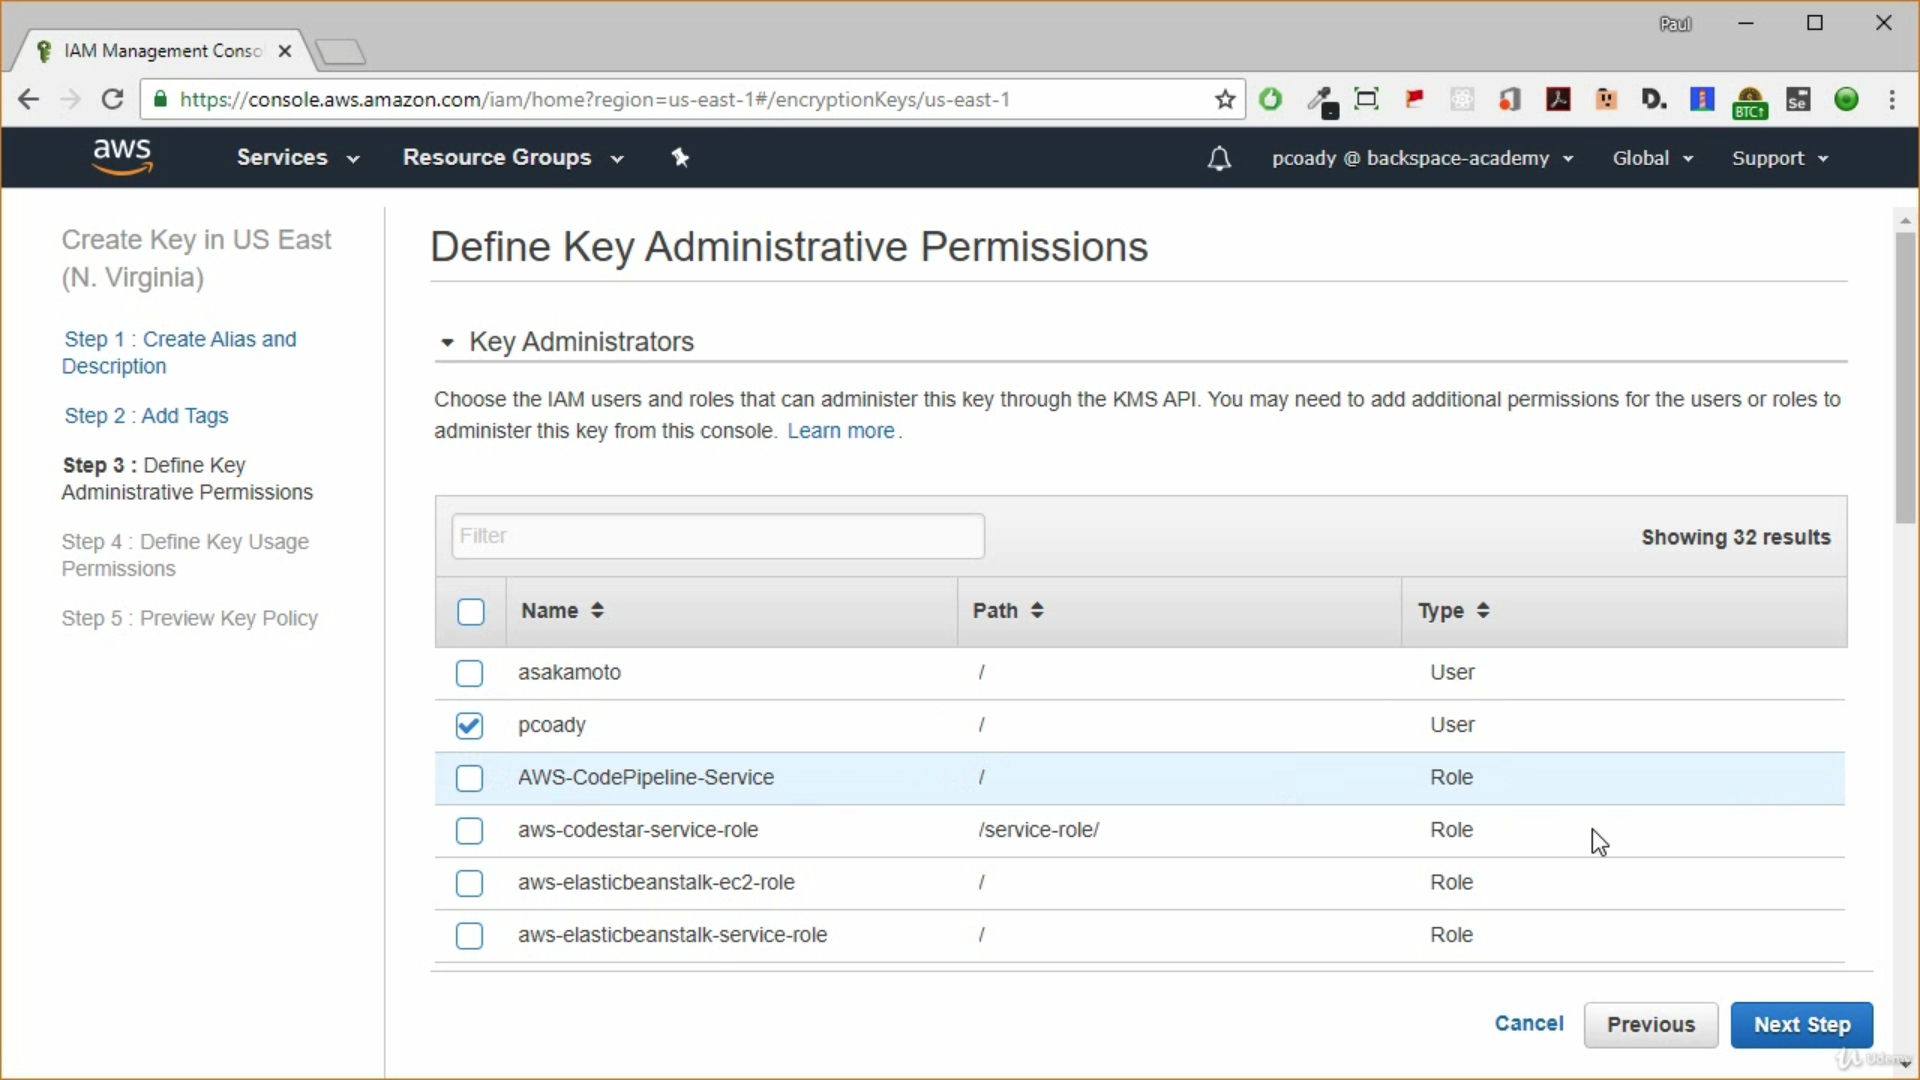 Paul
IAM Management Conso
https://console.aws.amazon.com/iam/home?region=us-east-1#/encryptionKeys/us-east-1
D.
BTC↑
Se
aws
Services
Resource Groups
pcoady @ backspace-academy
Global
Support
Create Key in US East
(N. Virginia)
Step 1 : Create Alias and
Description
Step 2 : Add Tags
Step 3 : Define Key
Administrative Permissions
Step 4 : Define Key Usage
Permissions
Step 5 : Preview Key Policy
Define Key Administrative Permissions
Key Administrators
Choose the IAM users and roles that can administer this key through the KMS API. You may need to add additional permissions for the users or roles to
administer this key from this console. Learn more.
Filter
Showing 32 results
Name Path Type
asakamoto / User
pcoady / User
AWS-CodePipeline-Service / Role
aws-codestar-service-role /service-role/ Role
aws-elasticbeanstalk-ec2-role / Role
aws-elasticbeanstalk-service-role / Role
Cancel
Previous
Next Step
Udemy